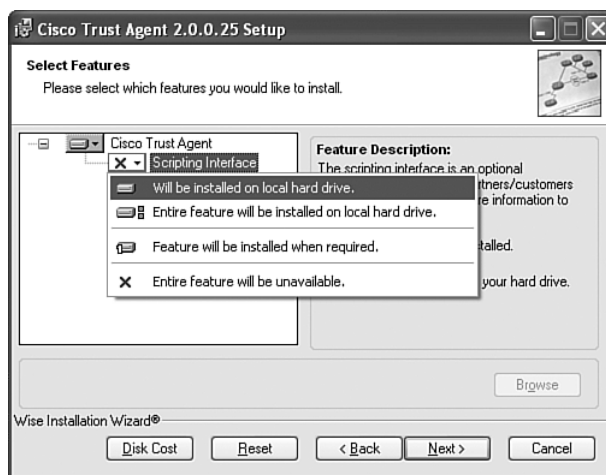 Cisco Trust Agent 2.0.0.25 Setup
Select Features
Please select which features you would like to install.
Cisco Trust Agent
Scripting Interface
Will be installed on local hard drive.
Entire feature will be installed on local hard drive.
Feature will be installed when required.
Entire feature will be unavailable.
Feature Description:
The scripting interface is an optional
rtners/customers
re information to
talled.
your hard drive.
Browse
Wise Installation Wizard®
Disk Cost
Reset
< Back
Next >
Cancel